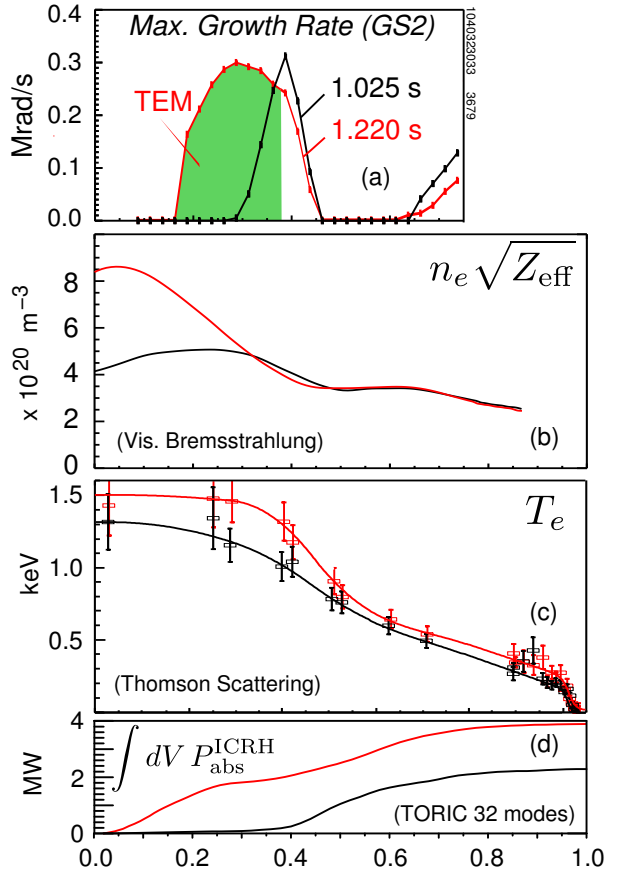 Max. Growth Rate (GS2)
1040323033 3679
0.4
0.3
0.2
0.1
0.0
Mrad/s
TEM
1.025 s
1.220 s
(a)
n_e √Z_eff
8
6
4
2
0
x 10^20 m^−3
(Vis. Bremsstrahlung)
(b)
T_e
1.5
1.0
0.5
keV
(c)
(Thomson Scattering)
4
2
0
MW
∫ dV P_abs^ICRH
(d)
(TORIC 32 modes)
0.0 0.2 0.4 0.6 0.8 1.0